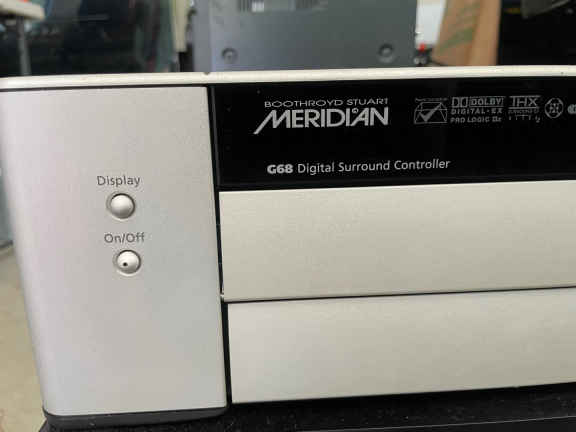 BOOTHROYD STUART
MERIDIAN
DOLBY
DIGITAL·EX
PRO LOGIC IIx
THX
G68 Digital Surround Controller
Display
On/Off